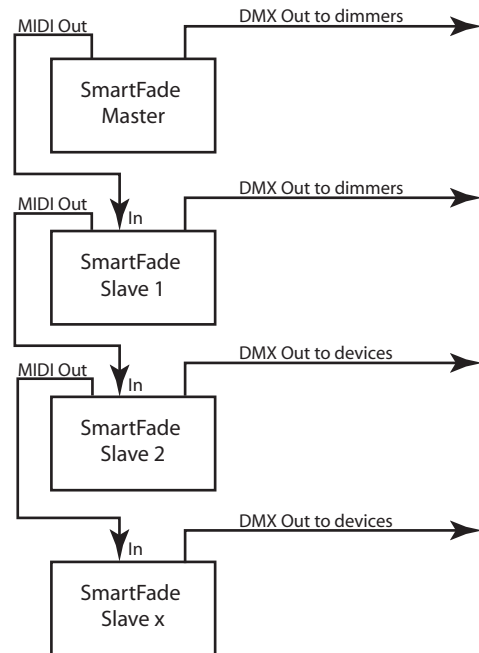 MIDI Out
DMX Out to dimmers
SmartFade
Master
In
MIDI Out
DMX Out to dimmers
SmartFade
Slave 1
In
MIDI Out
DMX Out to devices
SmartFade
Slave 2
In
DMX Out to devices
SmartFade
Slave x